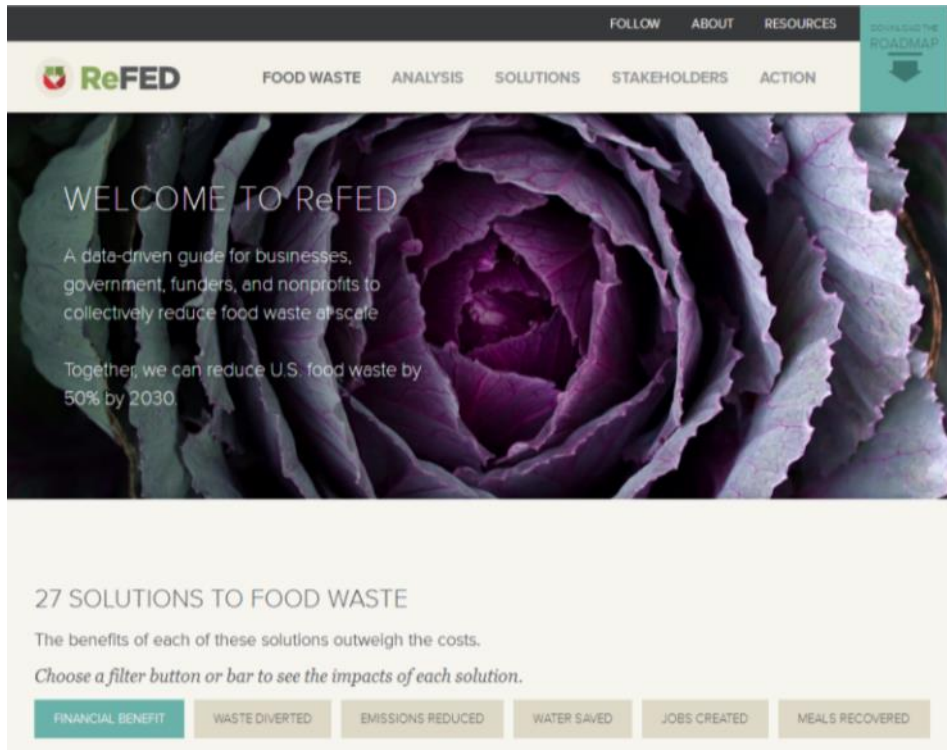 FOLLOW ABOUT RESOURCES
DOWNLOAD THE
ROADMAP
ReFED FOOD WASTE ANALYSIS SOLUTIONS STAKEHOLDERS ACTION
WELCOME TO ReFED
A data-driven guide for businesses,
government, funders, and nonprofits to
collectively reduce food waste at scale
Together, we can reduce U.S. food waste by
50% by 2030.
27 SOLUTIONS TO FOOD WASTE
The benefits of each of these solutions outweigh the costs.
Choose a filter button or bar to see the impacts of each solution.
FINANCIAL BENEFIT WASTE DIVERTED EMISSIONS REDUCED WATER SAVED JOBS CREATED MEALS RECOVERED